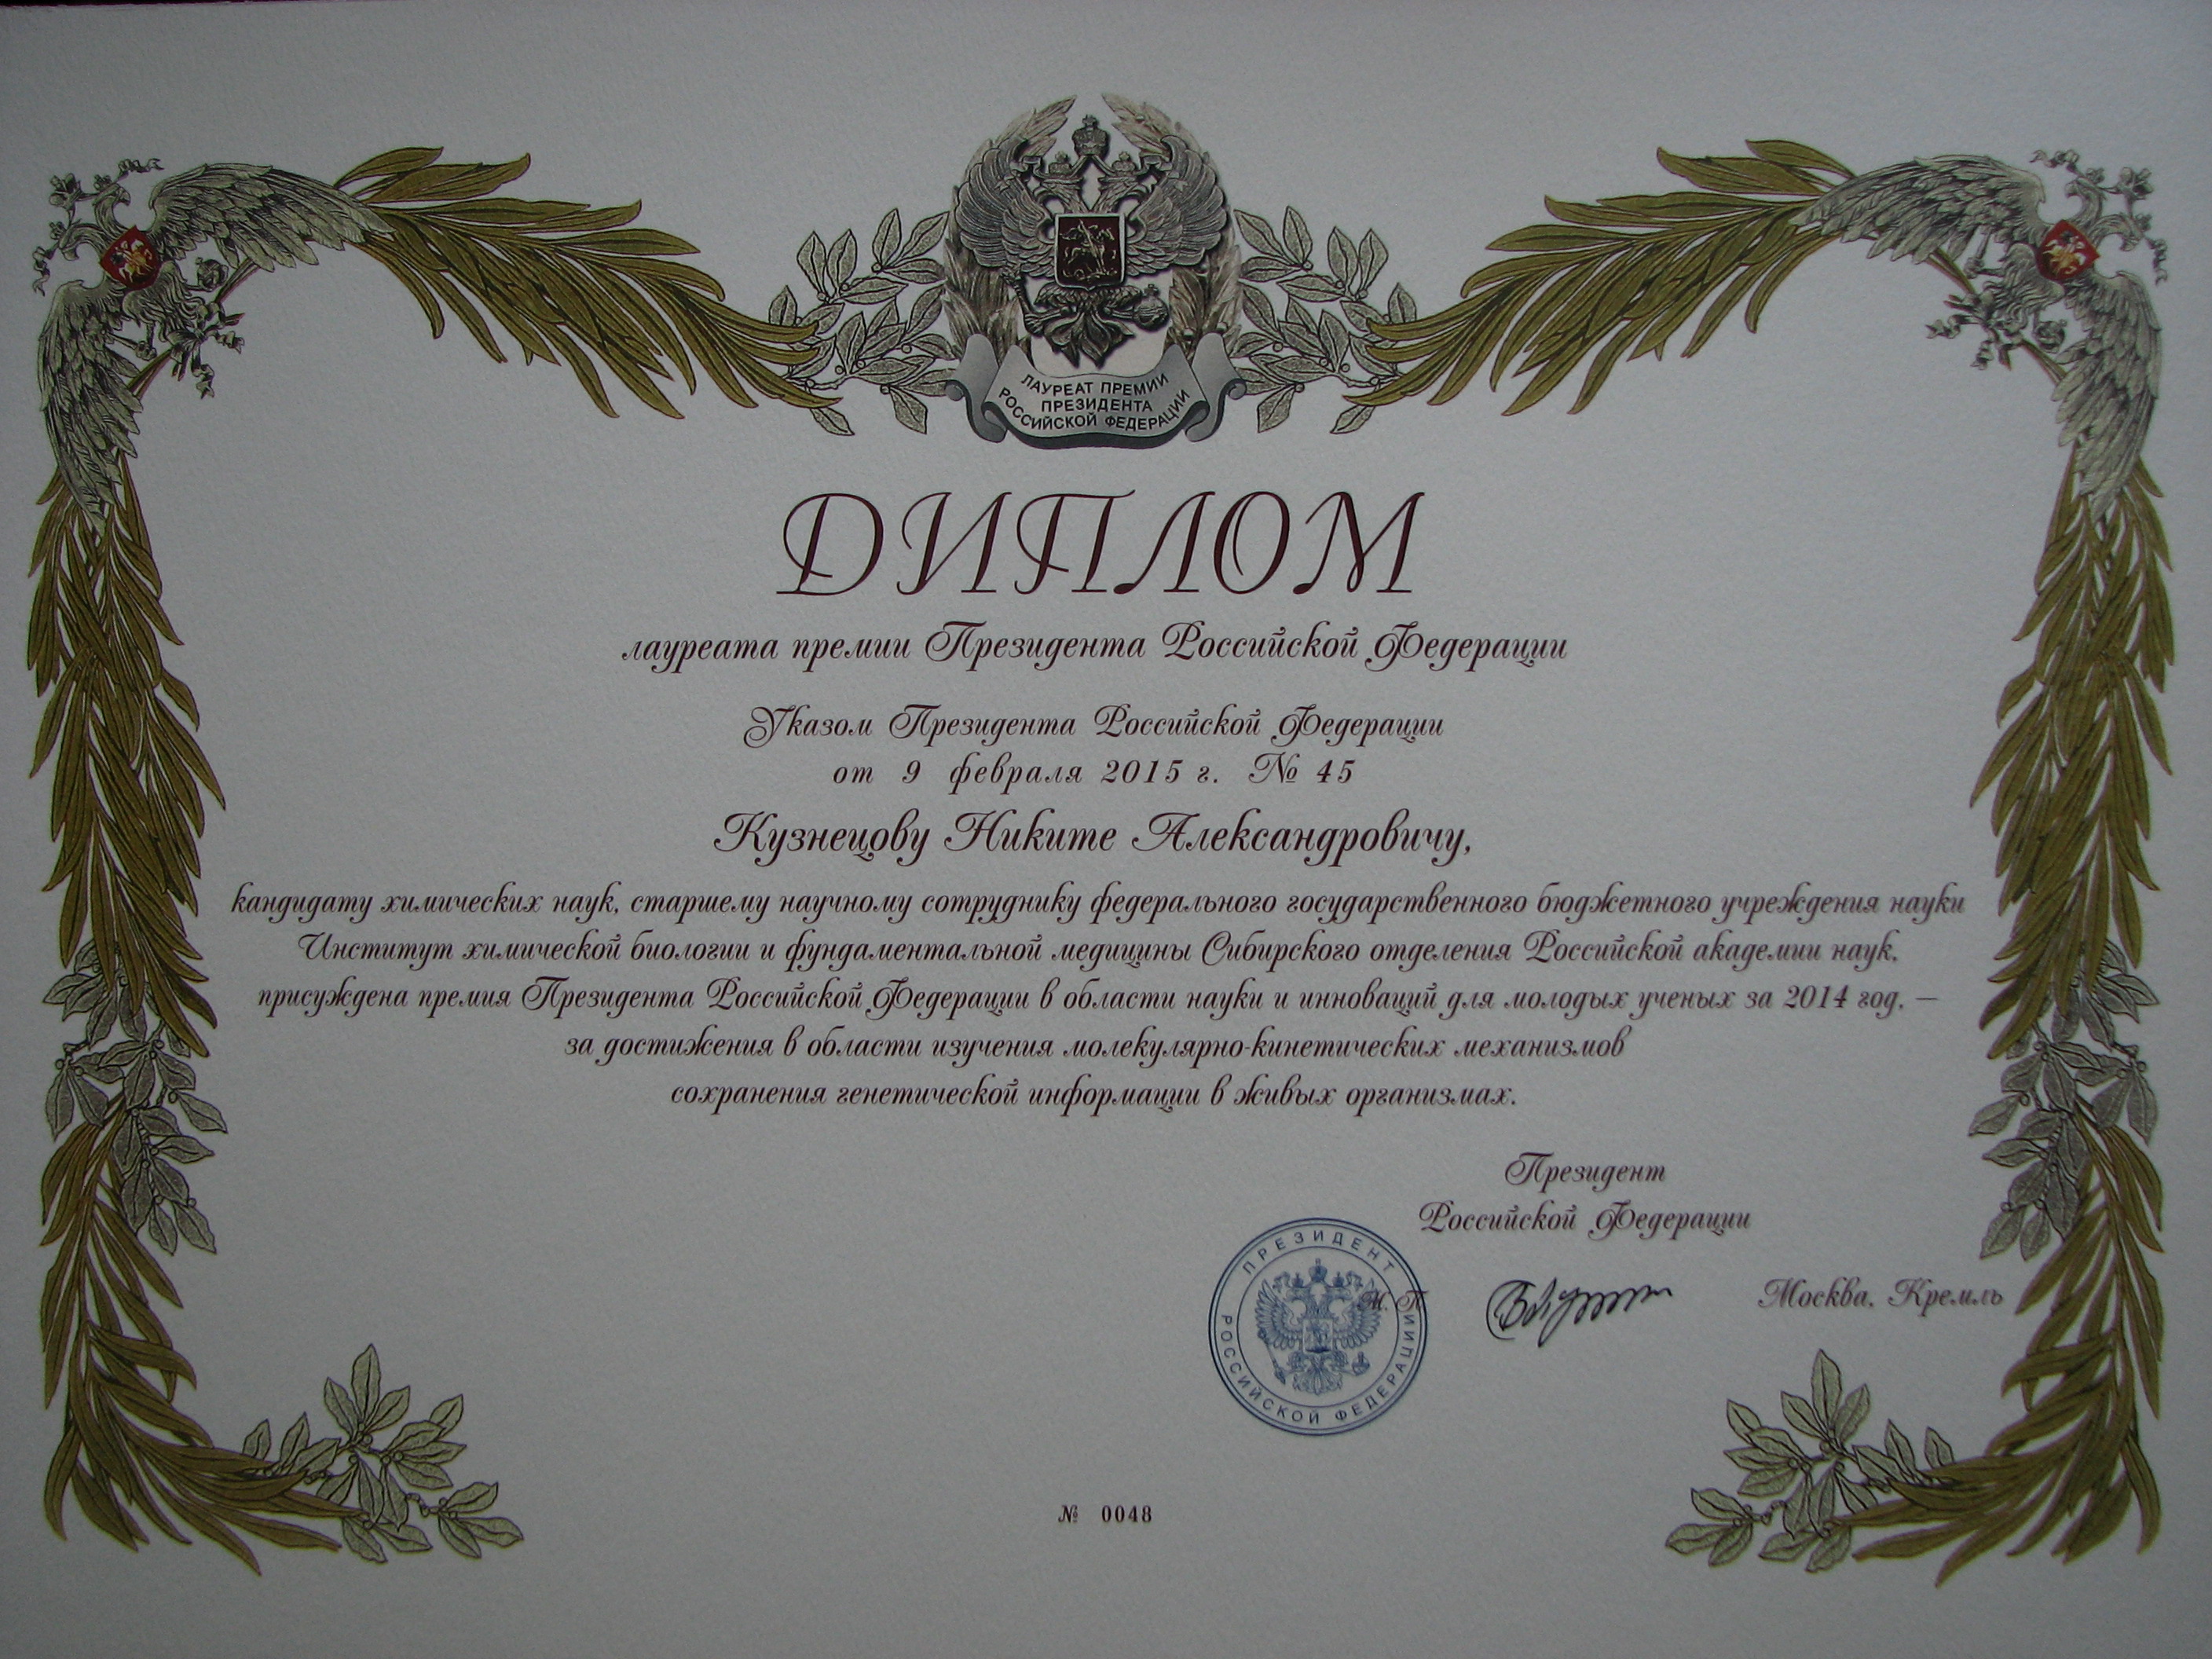 ЛАУРЕАТ ПРЕМИИ
ПРЕЗИДЕНТА
РОССИЙСКОЙ ФЕДЕРАЦИИ
ДИПЛОМ
лауреата премии Президента Российской Федерации
Указом Президента Российской Федерации
от 9 февраля 2015 г. № 45
Кузнецову Никите Александровичу,
кандидату химических наук, старшему научному сотруднику федерального государственного бюджетного учреждения науки
Институт химической биологии и фундаментальной медицины Сибирского отделения Российской академии наук,
присуждена премия Президента Российской Федерации в области науки и инноваций для молодых ученых за 2014 год, —
за достижения в области изучения молекулярно-кинетических механизмов
сохранения генетической информации в живых организмах.
Президент
Российской Федерации
ПРЕЗИДЕНТ
РОССИЙСКОЙ ФЕДЕРАЦИИ
М. П.
Москва, Кремль
№ 0048